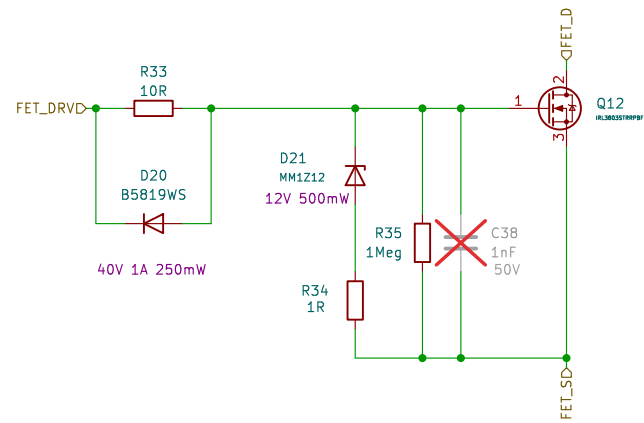 FET_D
R33
10R
FET_DRV
1
2
3
Q12
IRL3803STRRPBF
D20
B5819WS
40V 1A 250mW
D21
MM1Z12
12V 500mW
R35
1Meg
C38
1nF
50V
R34
1R
FET_S